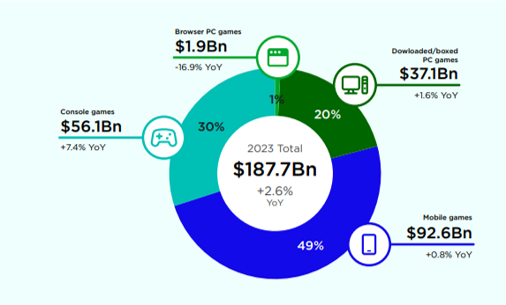 Browser PC games
$1.9Bn
-16.9% YoY
Dowloaded/boxed
PC games
$37.1Bn
+1.6% YoY
Console games
$56.1Bn
+7.4% YoY
1%
20%
30%
2023 Total
$187.7Bn
+2.6%
YoY
49%
Mobile games
$92.6Bn
+0.8% YoY